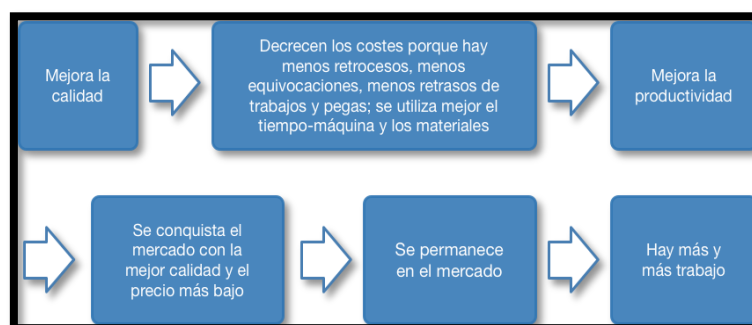 Mejora la
calidad
Decrecen los costes porque hay
menos retrocesos, menos
equivocaciones, menos retrasos de
trabajos y pegas; se utiliza mejor el
tiempo-máquina y los materiales
Mejora la
productividad
Se conquista el
mercado con la
mejor calidad y el
precio más bajo
Se permanece
en el mercado
Hay más y
más trabajo